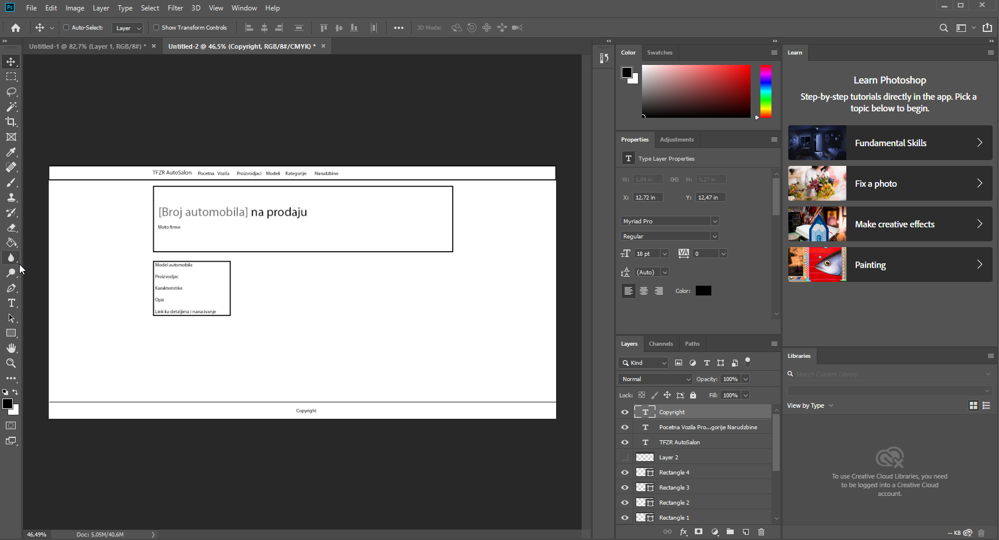 Ps File Edit Image Layer Type Select Filter 3D View Window Help
Auto-Select: Layer Show Transform Controls 3D Mode:
Untitled-1 @ 82,7% (Layer 1, RGB/8#) * Untitled-2 @ 46,5% (Copyright, RGB/8#/CMYK) *
TFZR AutoSalon Pocetna Vozila Proizvodjaci Modeli Kategorije Narudzbine
[Broj automobila] na prodaju
Moto firme
Model automobila
Proizvodjac
Karakteristike
Opis
Link ka detaljima i narucivanje
Copyright
46,49% Doc: 5,05M/40,6M
Color Swatches
Properties Adjustments
T Type Layer Properties
W: 1,04 in H: 0,27 in
X: 12,72 in Y: 12,47 in
Myriad Pro
Regular
18 pt VA 0
(Auto)
Color:
Layers Channels Paths
Kind
Normal Opacity: 100%
Lock: Fill: 100%
T Copyright
T Pocetna Vozila Pro...gorije Narudzbine
T TFZR AutoSalon
Layer 2
Rectangle 4
Rectangle 3
Rectangle 2
Rectangle 1
fx
Learn
Learn Photoshop
Step-by-step tutorials directly in the app. Pick a
topic below to begin.
Fundamental Skills
Fix a photo
Make creative effects
Painting
Libraries
Search Current Library
View by Type
To use Creative Cloud Libraries, you need
to be logged into a Creative Cloud
account.
-- KB